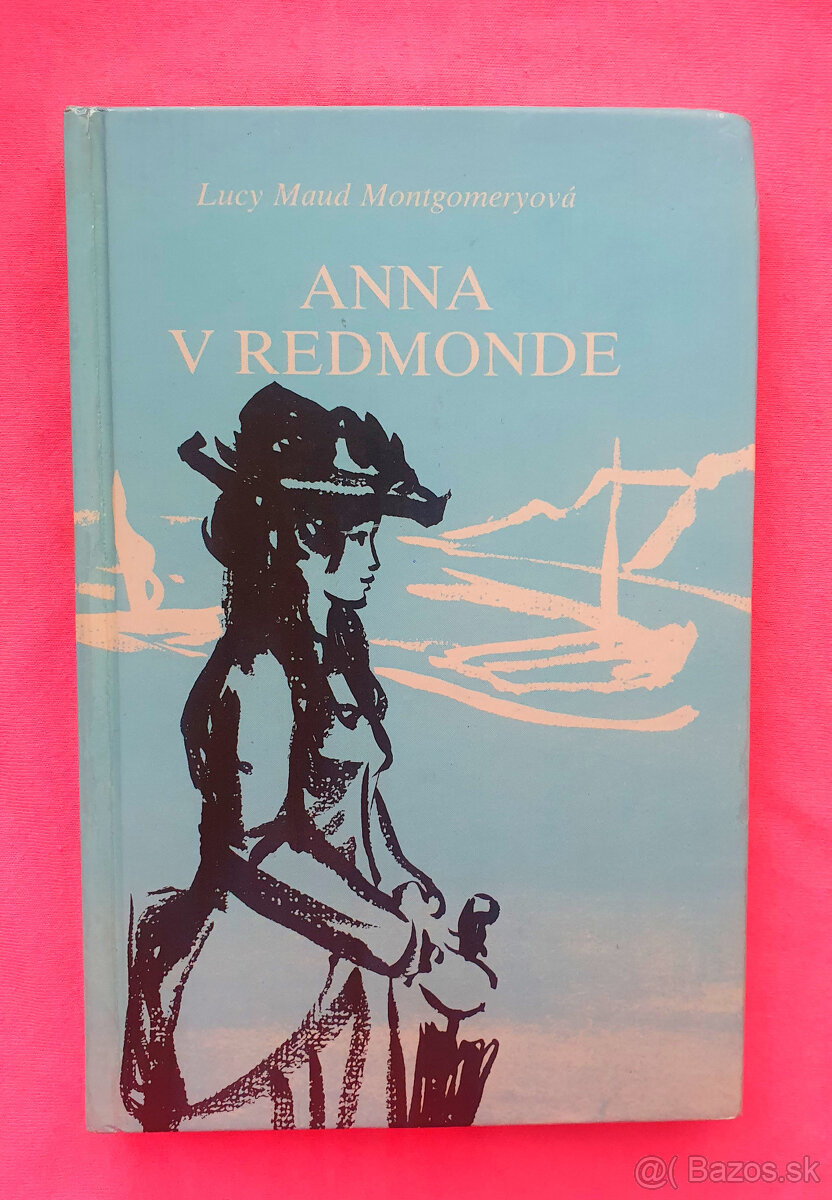 Lucy Maud Montgomeryová
ANNA
V REDMONDE
@( Bazos.sk